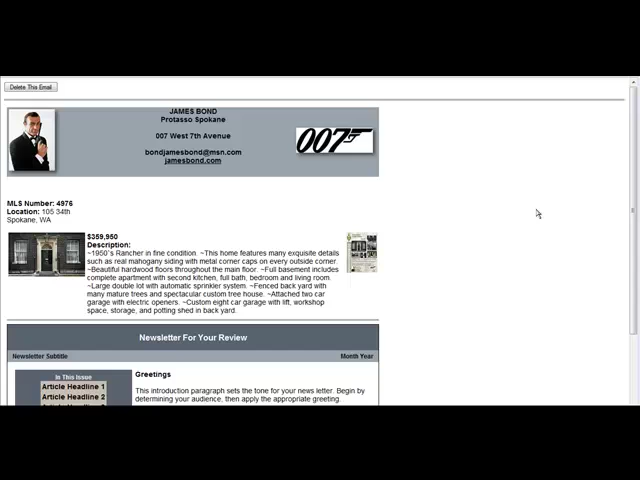 Delete This Email
JAMES BOND
Protasso Spokane
007 West 7th Avenue
bondjamesbond@msn.com
jamesbond.com
007
MLS Number: 4976
Location: 105 34th
Spokane, WA
$359,950
Description:
~1950's Rancher in fine condition. ~This home features many exquisite details
such as real mahogany siding with metal corner caps on every outside corner.
~Beautiful hardwood floors throughout the main floor. ~Full basement includes
complete apartment with second kitchen, full bath, bedroom and living room.
~Large double lot with automatic sprinkler system. ~Fenced back yard with
many mature trees and spectacular custom tree house. ~Attached two car
garage with electric openers. ~Custom eight car garage with lift, workshop
space, storage, and potting shed in back yard.
Newsletter For Your Review
Newsletter Subtitle
Month Year
In This Issue
Article Headline 1
Article Headline 2
Greetings
This introduction paragraph sets the tone for your news letter. Begin by
determining your audience, then apply the appropriate greeting.